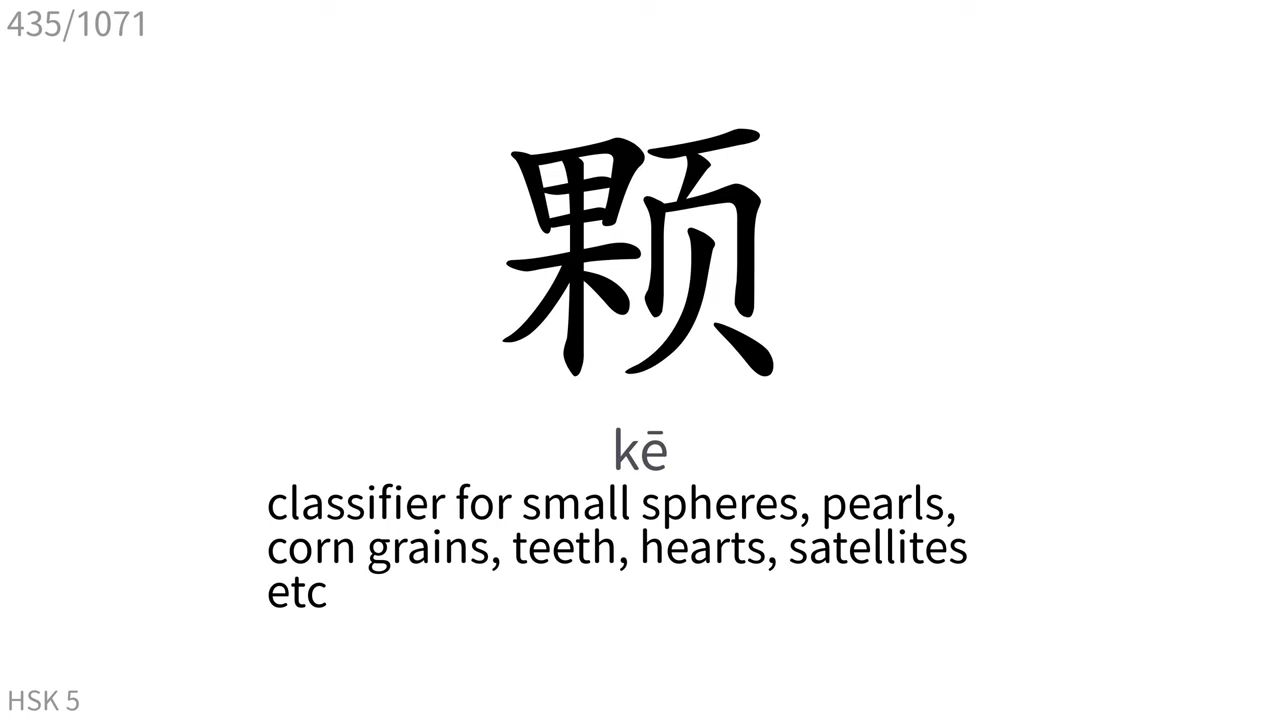 435/1071
颗
kē
classifier for small spheres, pearls,
corn grains, teeth, hearts, satellites
etc
HSK 5